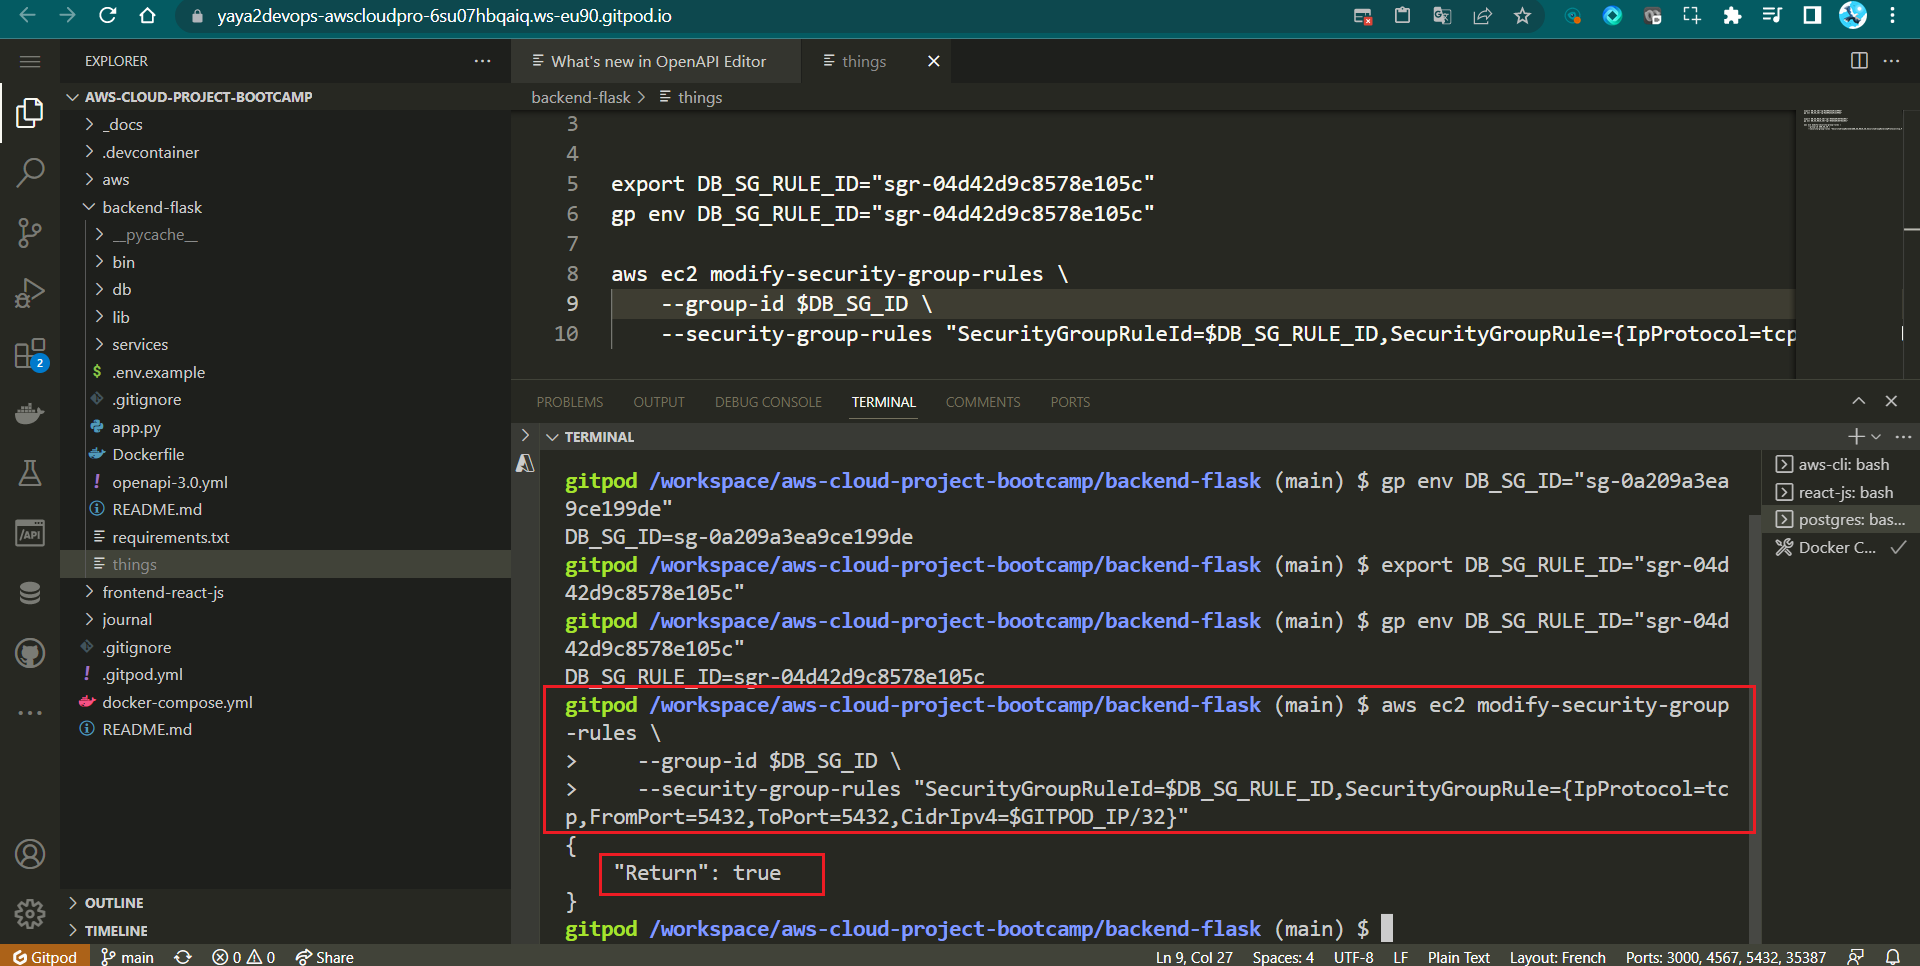 yaya2devops-awscloudpro-6su07hbqaiq.ws-eu90.gitpod.io
EXPLORER
AWS-CLOUD-PROJECT-BOOTCAMP
_docs
.devcontainer
aws
backend-flask
__pycache__
bin
db
lib
services
$ .env.example
.gitignore
app.py
Dockerfile
! openapi-3.0.yml
README.md
requirements.txt
things
frontend-react-js
journal
.gitignore
! .gitpod.yml
docker-compose.yml
README.md
OUTLINE
TIMELINE
2
/API
What's new in OpenAPI Editor
things
backend-flask > things
3
4
5 export DB_SG_RULE_ID="sgr-04d42d9c8578e105c"
6 gp env DB_SG_RULE_ID="sgr-04d42d9c8578e105c"
7
8 aws ec2 modify-security-group-rules \
9 --group-id $DB_SG_ID \
10 --security-group-rules "SecurityGroupRuleId=$DB_SG_RULE_ID,SecurityGroupRule={IpProtocol=tcp
PROBLEMS OUTPUT DEBUG CONSOLE TERMINAL COMMENTS PORTS
TERMINAL
gitpod /workspace/aws-cloud-project-bootcamp/backend-flask (main) $ gp env DB_SG_ID="sg-0a209a3ea
9ce199de"
DB_SG_ID=sg-0a209a3ea9ce199de
gitpod /workspace/aws-cloud-project-bootcamp/backend-flask (main) $ export DB_SG_RULE_ID="sgr-04d
42d9c8578e105c"
gitpod /workspace/aws-cloud-project-bootcamp/backend-flask (main) $ gp env DB_SG_RULE_ID="sgr-04d
42d9c8578e105c"
DB_SG_RULE_ID=sgr-04d42d9c8578e105c
gitpod /workspace/aws-cloud-project-bootcamp/backend-flask (main) $ aws ec2 modify-security-group
-rules \
> --group-id $DB_SG_ID \
> --security-group-rules "SecurityGroupRuleId=$DB_SG_RULE_ID,SecurityGroupRule={IpProtocol=tc
p,FromPort=5432,ToPort=5432,CidrIpv4=$GITPOD_IP/32}"
{
"Return": true
}
gitpod /workspace/aws-cloud-project-bootcamp/backend-flask (main) $
aws-cli: bash
react-js: bash
postgres: bas...
Docker C...
Gitpod main 0 0 Share
Ln 9, Col 27 Spaces: 4 UTF-8 LF Plain Text Layout: French Ports: 3000, 4567, 5432, 35387